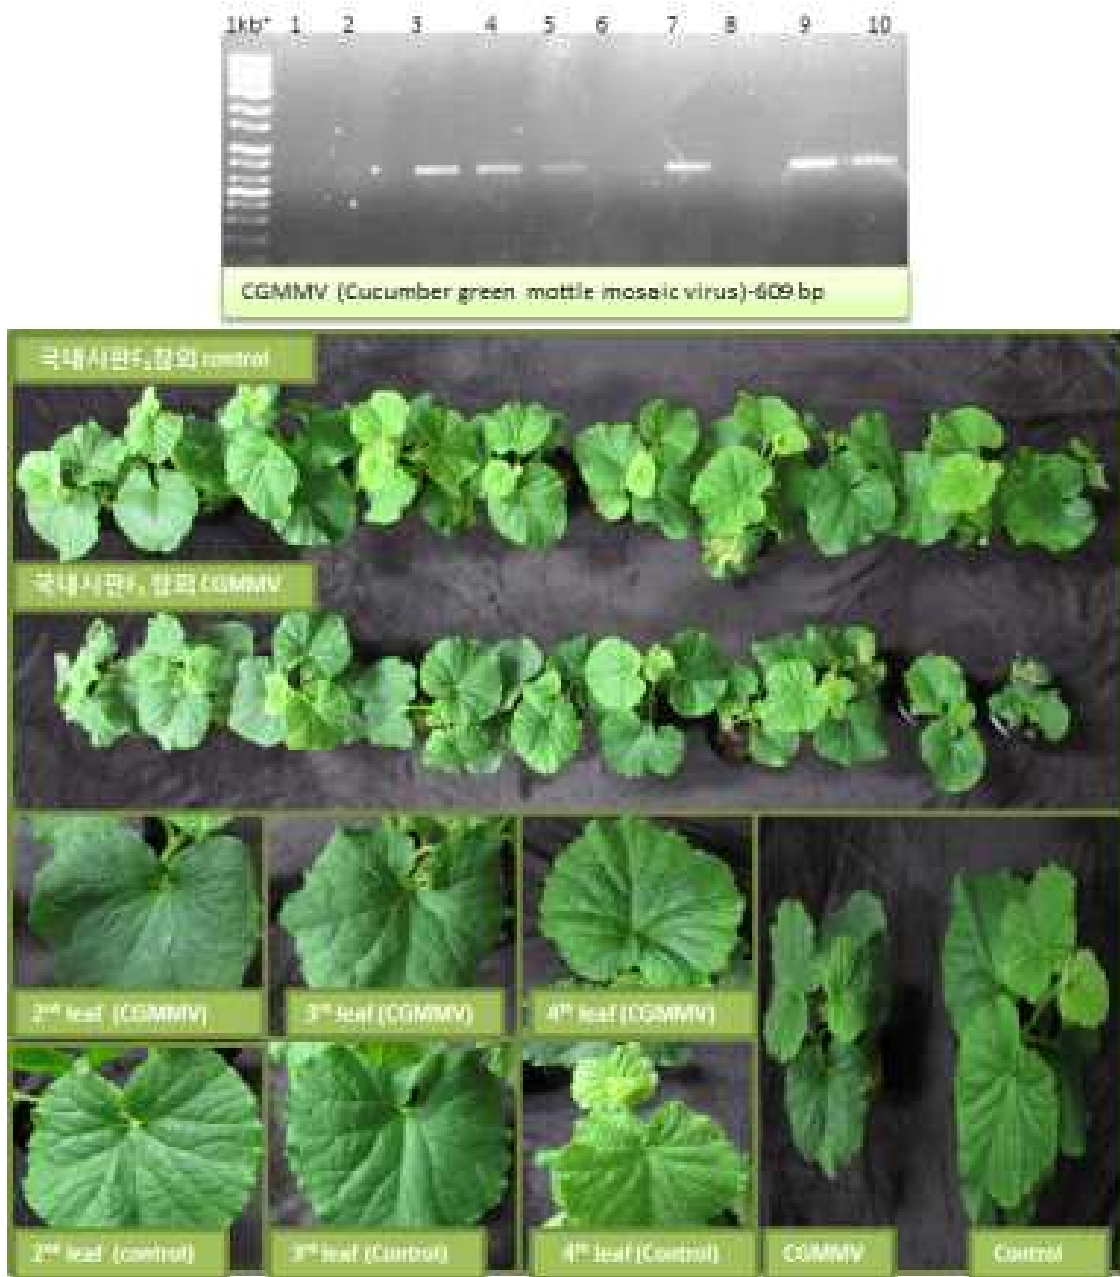 1kb⁺ 1 2 3 4 5 6 7 8 9 10
CGMMV (Cucumber green mottle mosaic virus)-609 bp
국내시판F₁참외 control
국내시판F₁ 참외 CGMMV
2ⁿᵈ leaf (CGMMV)
3ʳᵈ leaf (CGMMV)
4ᵗʰ leaf (CGMMV)
2ⁿᵈ leaf (control)
3ʳᵈ leaf (Control)
4ᵗʰ leaf (Control)
CGMMV
Control